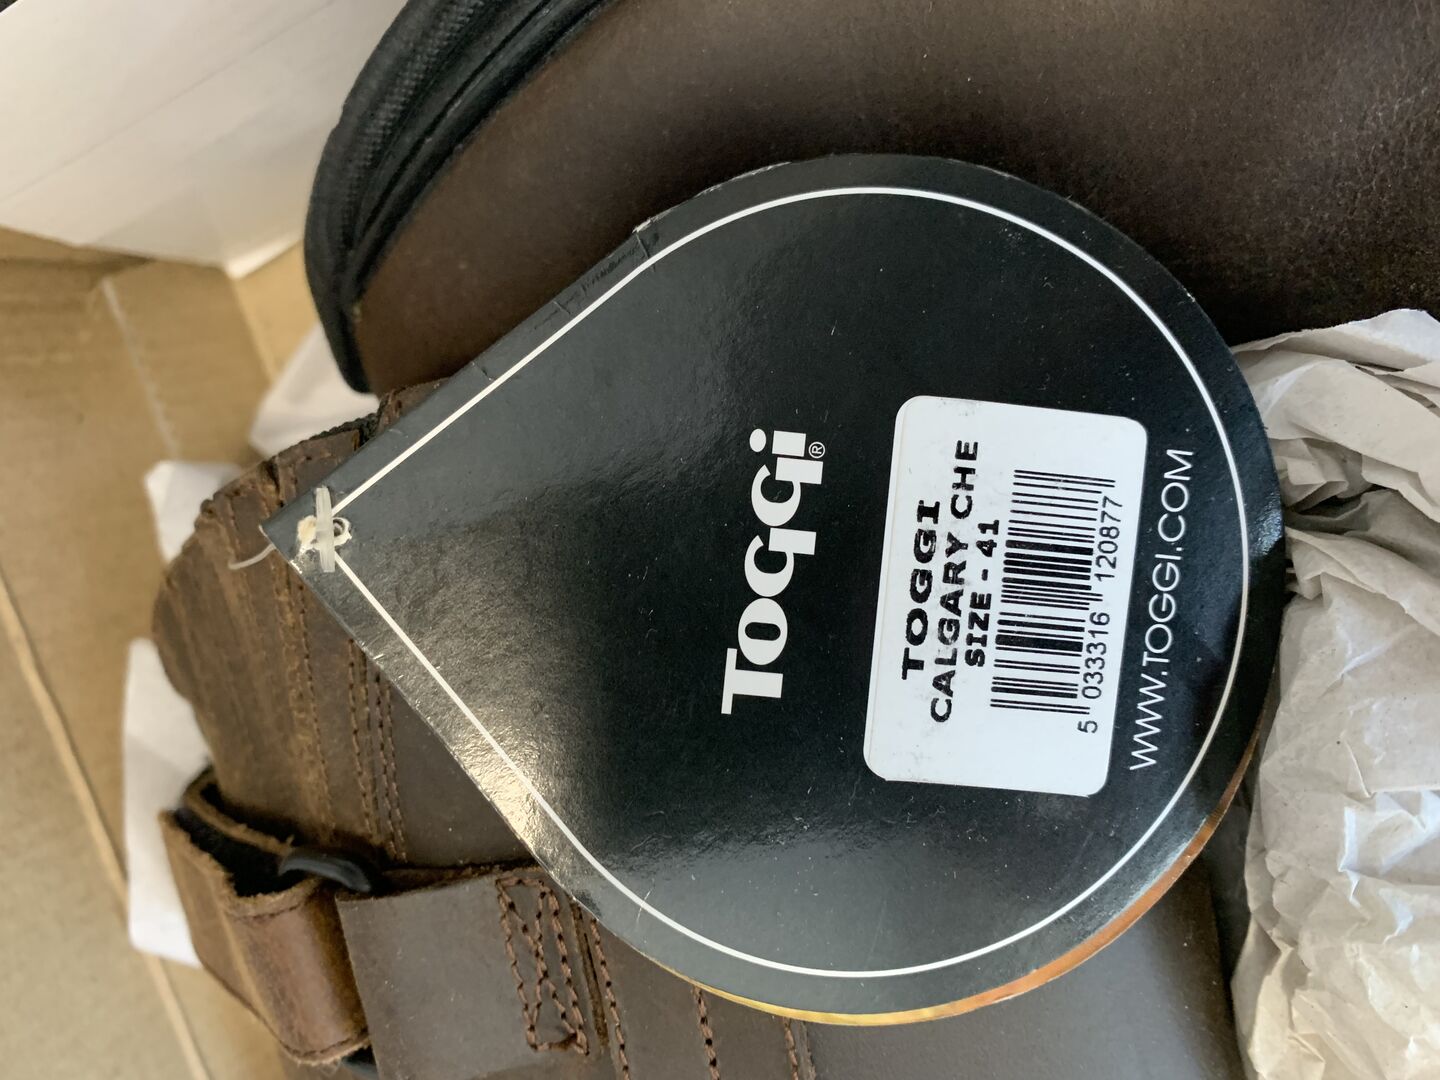 TOGGi®
TOGGI
CALGARY CHE
SIZE - 41
5 033316 120877
WWW.TOGGI.COM